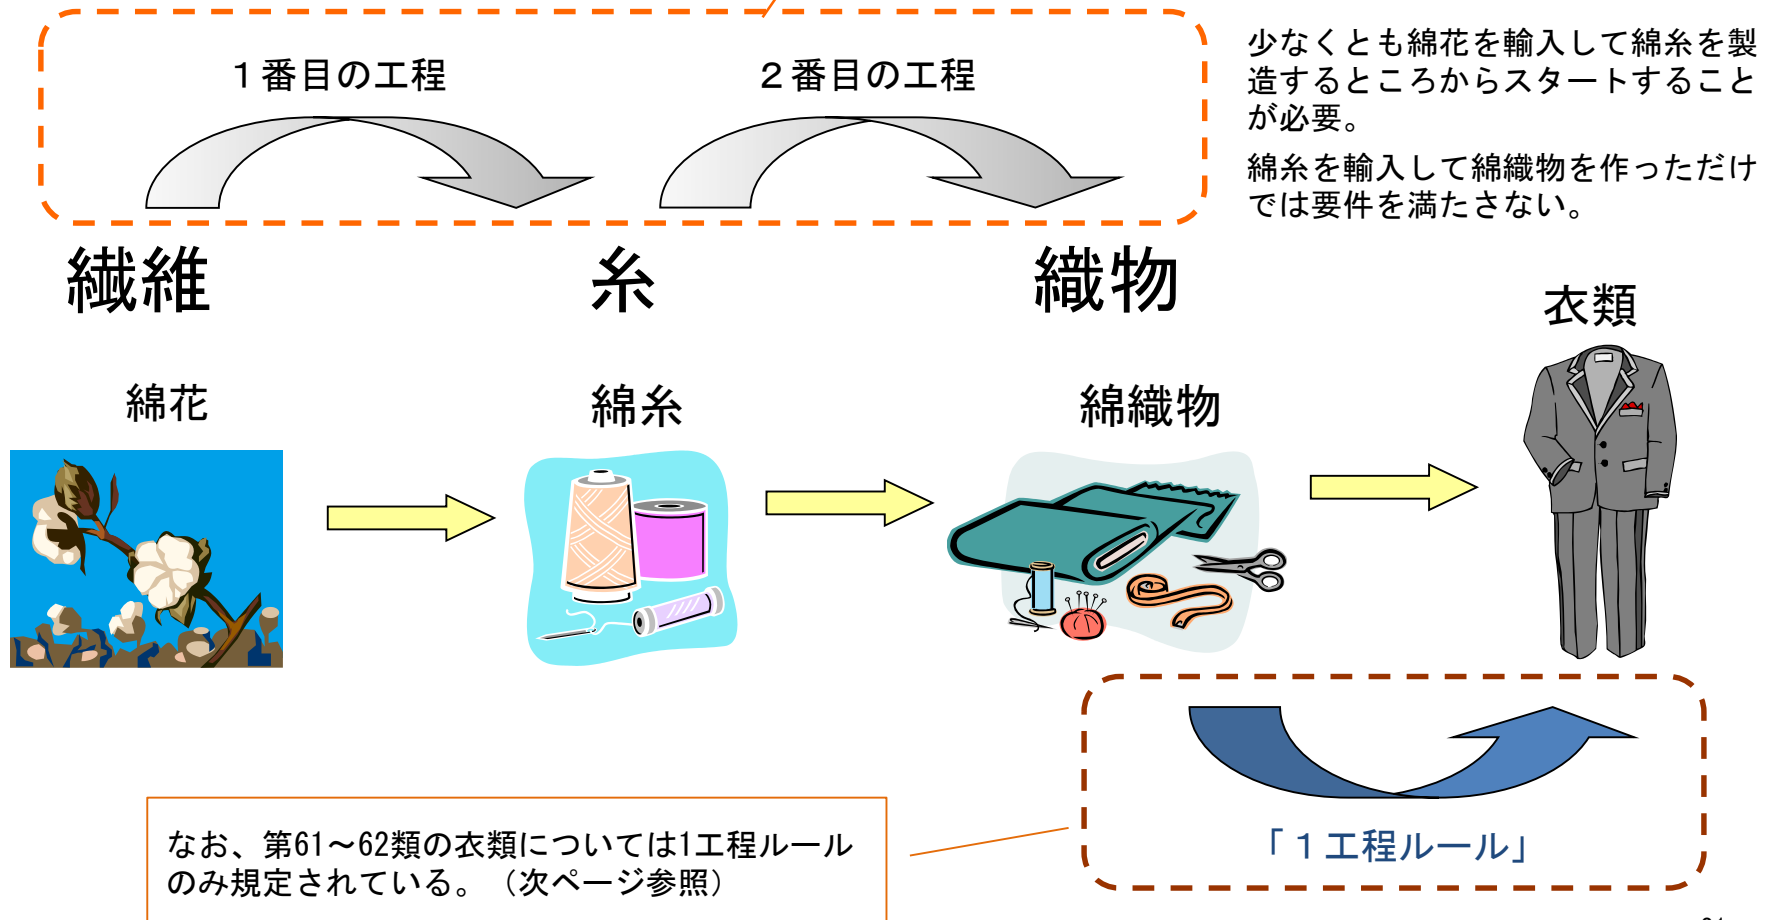 １番目の工程
２番目の工程
少なくとも綿花を輸入して綿糸を製
造するところからスタートすること
が必要。
綿糸を輸入して綿織物を作っただけ
では要件を満たさない。
繊維
糸
織物
衣類
綿花
綿糸
綿織物
「１工程ルール」
なお、第61～62類の衣類については1工程ルール
のみ規定されている。（次ページ参照）